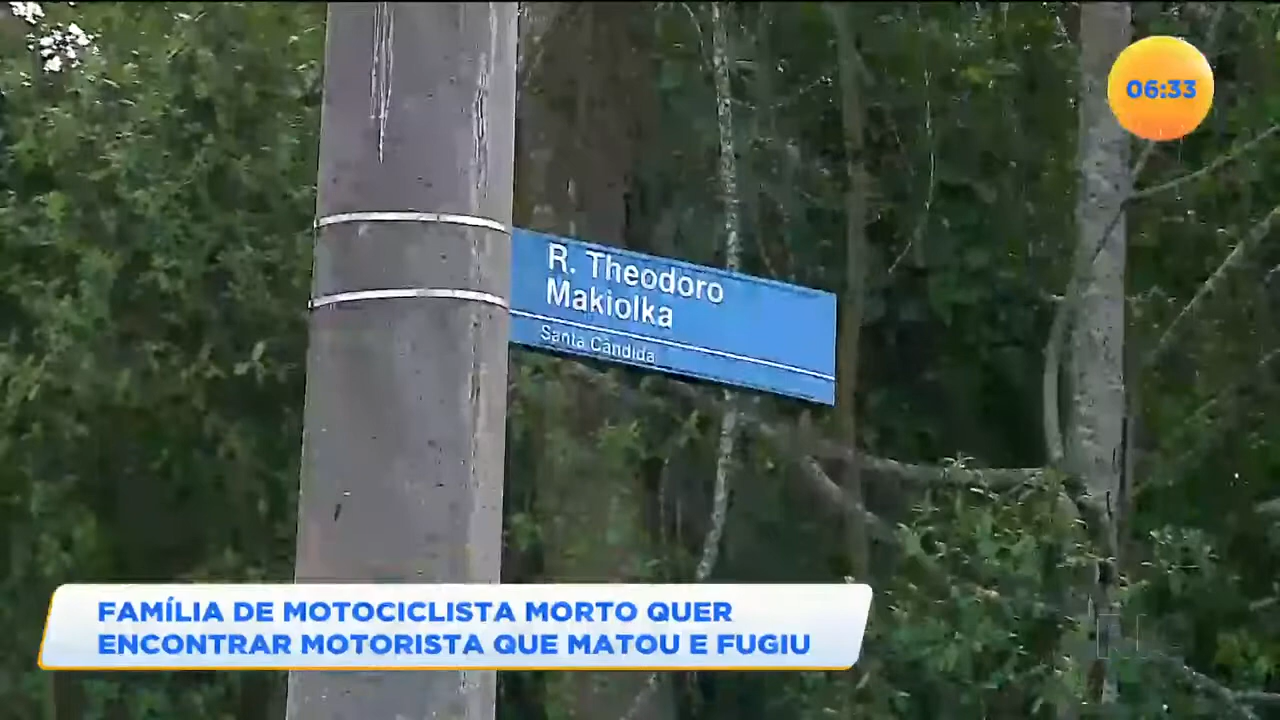 06:33
R. Theodoro
Makiolka
Santa Cândida
FAMÍLIA DE MOTOCICLISTA MORTO QUER
ENCONTRAR MOTORISTA QUE MATOU E FUGIU